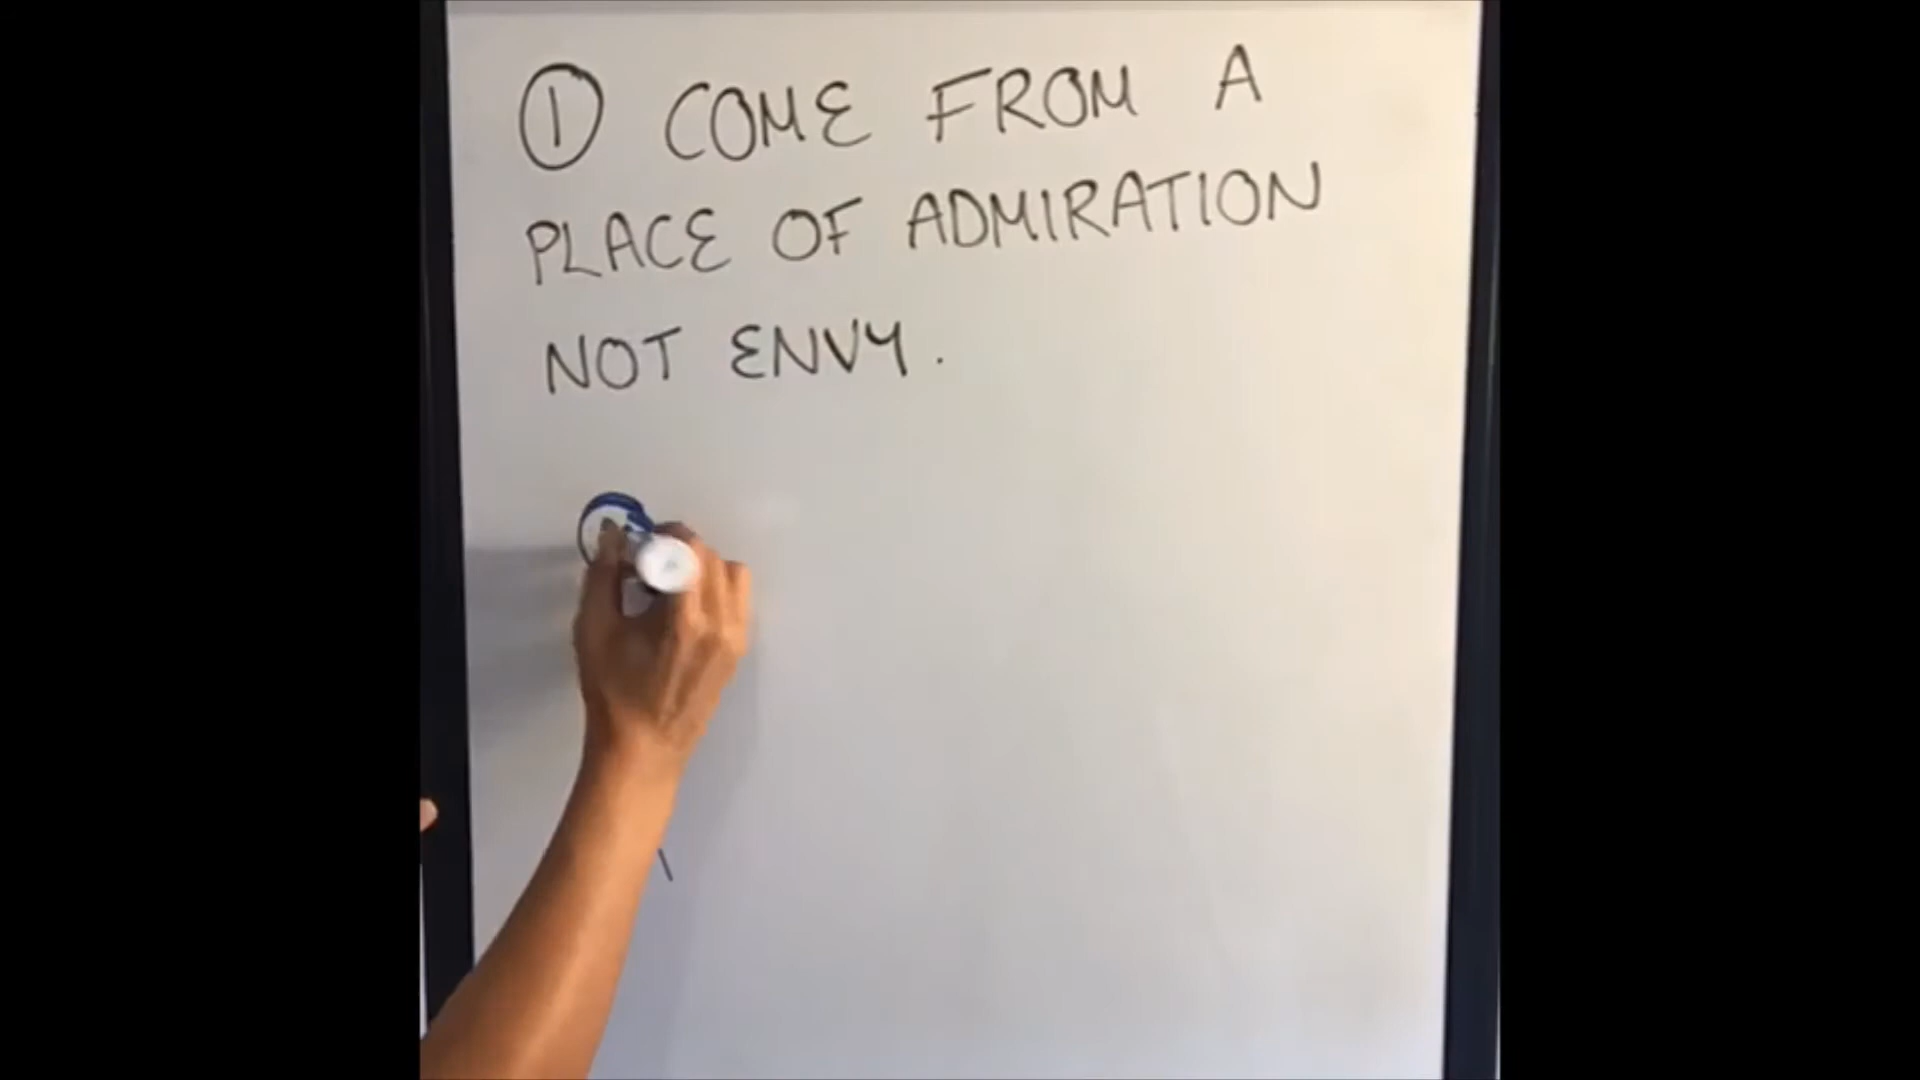 ① COME FROM A
PLACE OF ADMIRATION
NOT ENVY.